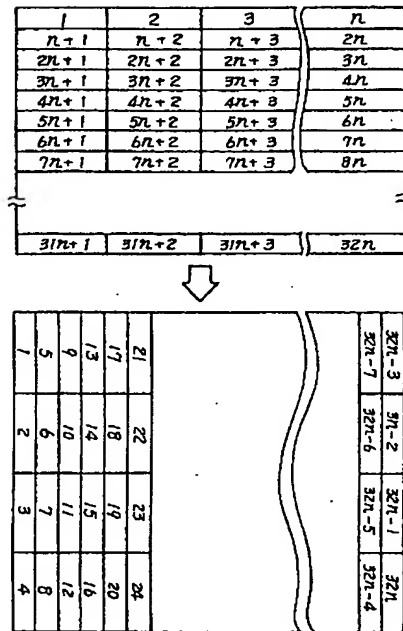 1 2 3 n
n+1 n+2 n+3 2n
2n+1 2n+2 2n+3 3n
3n+1 3n+2 3n+3 4n
4n+1 4n+2 4n+8 5n
5n+1 5n+2 5n+3 6n
6n+1 6n+2 6n+3 7n
7n+1 7n+2 7n+3 8n
31n+1 31n+2 31n+3 32n
1 2 3 4
5 6 7 8
9 10 11 12
13 14 15 16
17 18 19 20
21 22 23 24
32n-7 32n-6 32n-5 32n-4
32n-3 3n-2 32n-1 32n